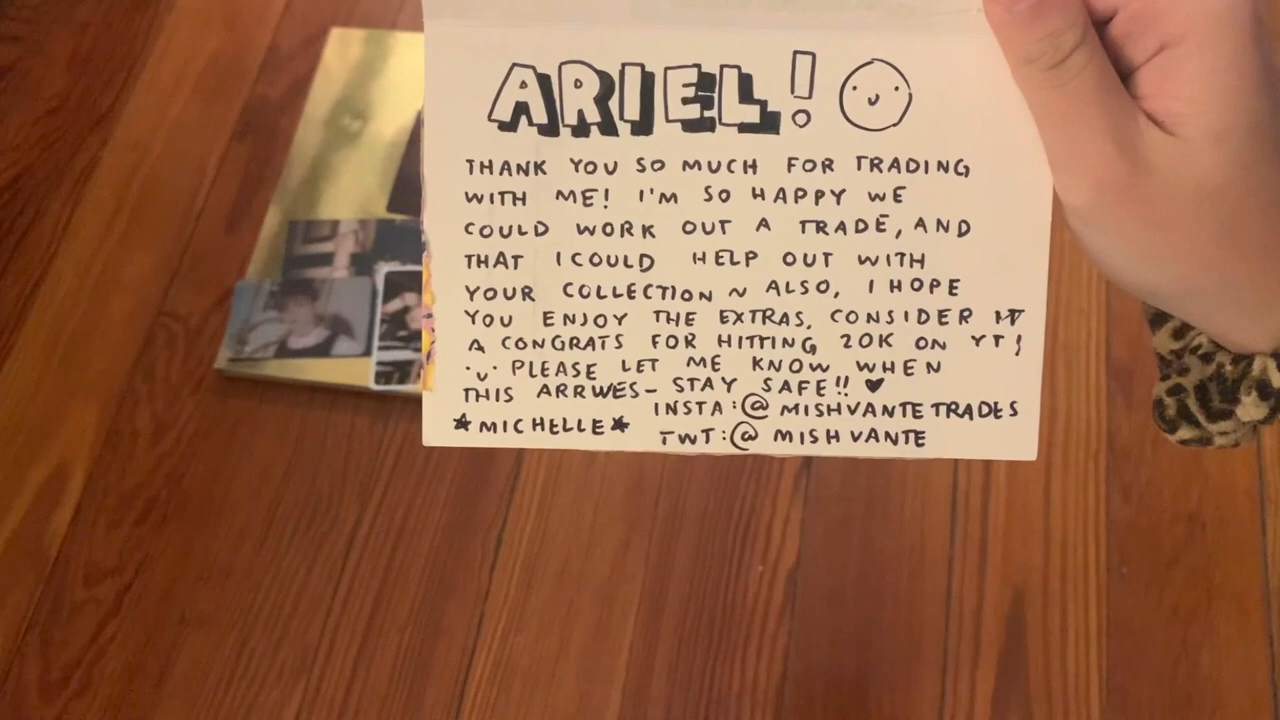 ARIEL!
THANK YOU SO MUCH FOR TRADING
WITH ME! I'M SO HAPPY WE
COULD WORK OUT A TRADE, AND
THAT I COULD HELP OUT WITH
YOUR COLLECTION ~ ALSO, I HOPE
YOU ENJOY THE EXTRAS, CONSIDER IT
A CONGRATS FOR HITTING 20K ON YT!
PLEASE LET ME KNOW WHEN
THIS ARRIVES- STAY SAFE!! ♥
INSTA:@ MISHVANTETRADES
*MICHELLE* TWT:@ MISHVANTE